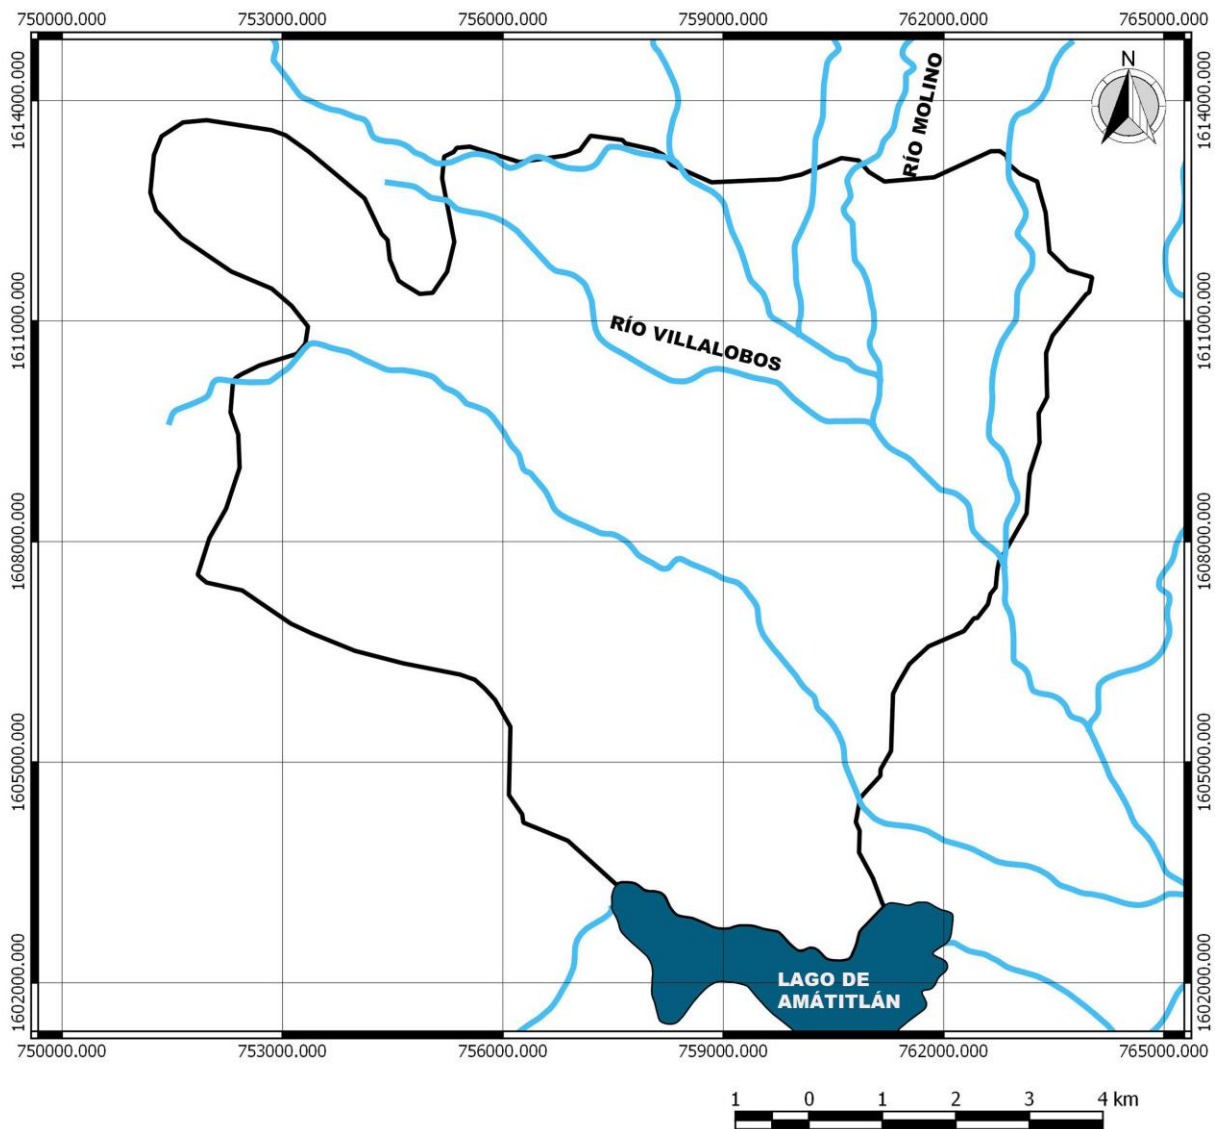 750000.000 753000.000 756000.000 759000.000 762000.000 765000.000
N
1614000.000 1614000.000
RÍO MOLINO
1611000.000 1611000.000
RÍO VILLALOBOS
1608000.000 1608000.000
1605000.000 1605000.000
1602000.000 1602000.000
LAGO DE
AMÁTITLÁN
750000.000 753000.000 756000.000 759000.000 762000.000 765000.000
1 0 1 2 3 4 km